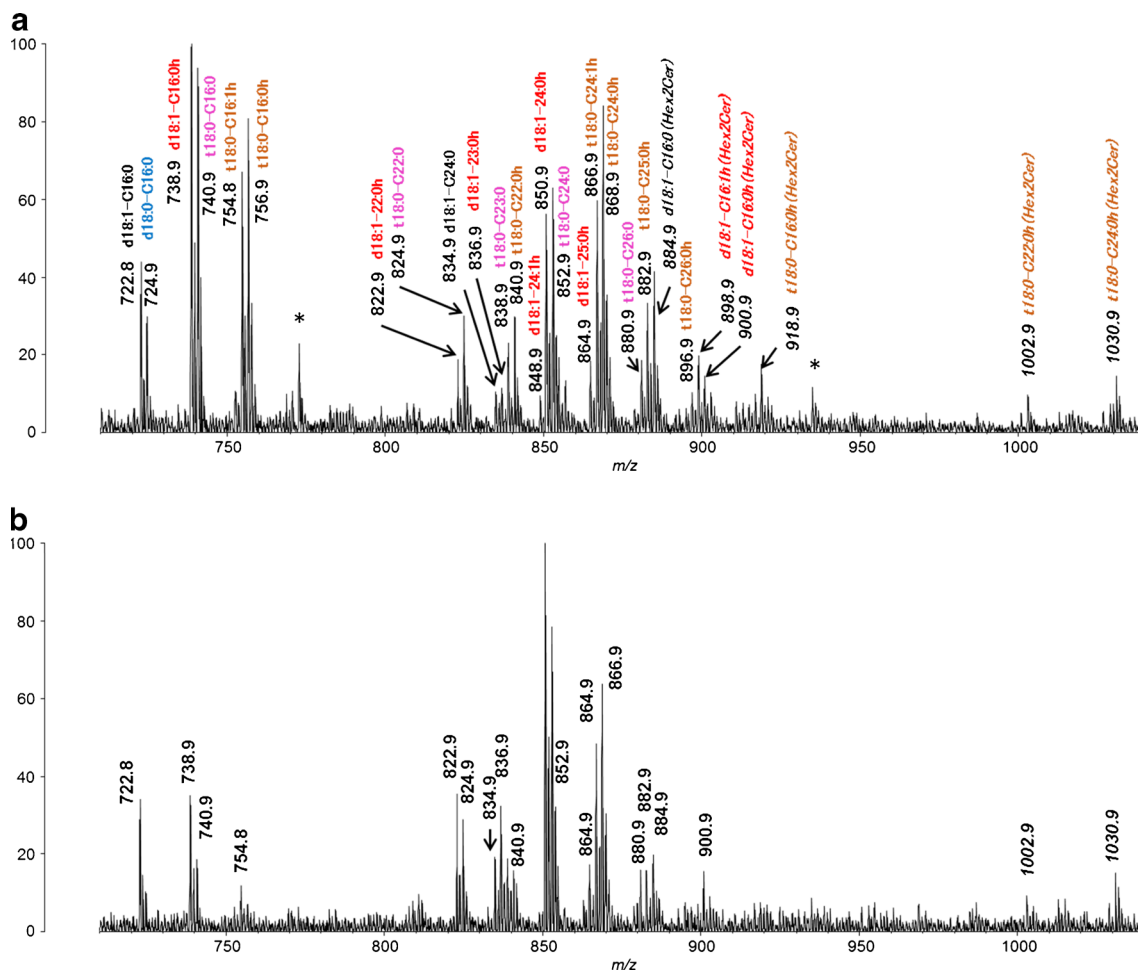 a
100
80
60
40
20
0
722.8 d18:1-C16:0
724.9 d18:0-C16:0
738.9 d18:1-C16:0h
740.9 t18:0-C16:0
754.8 t18:0-C16:1h
756.9 t18:0-C16:0h
*
822.9 d18:1-22:0h
824.9 t18:0-C22:0
834.9 d18:1-C24:0
836.9 d18:1-23:0h
838.9 t18:0-C23:0
840.9 t18:0-C22:0h
848.9 d18:1-24:1h
850.9 d18:1-24:0h
852.9 t18:0-C24:0
864.9 d18:1-25:0h
866.9 t18:0-C24:1h
868.9 t18:0-C24:0h
880.9 t18:0-C26:0
882.9 t18:0-C25:0h
884.9 d18:1-C16:0 (Hex2Cer)
896.9 t18:0-C26:0h
898.9 d18:1-C16:1h (Hex2Cer)
900.9 d18:1-C16:0h (Hex2Cer)
918.9 t18:0-C16:0h (Hex2Cer)
*
1002.9 t18:0-C22:0h (Hex2Cer)
1030.9 t18:0-C24:0h (Hex2Cer)
750
800
850
900
950
1000
m/z
b
100
80
60
40
20
0
722.8
738.9
740.9
754.8
822.9
824.9
834.9
836.9
840.9
852.9
864.9
864.9
866.9
880.9
882.9
884.9
900.9
1002.9
1030.9
750
800
850
900
950
1000
m/z